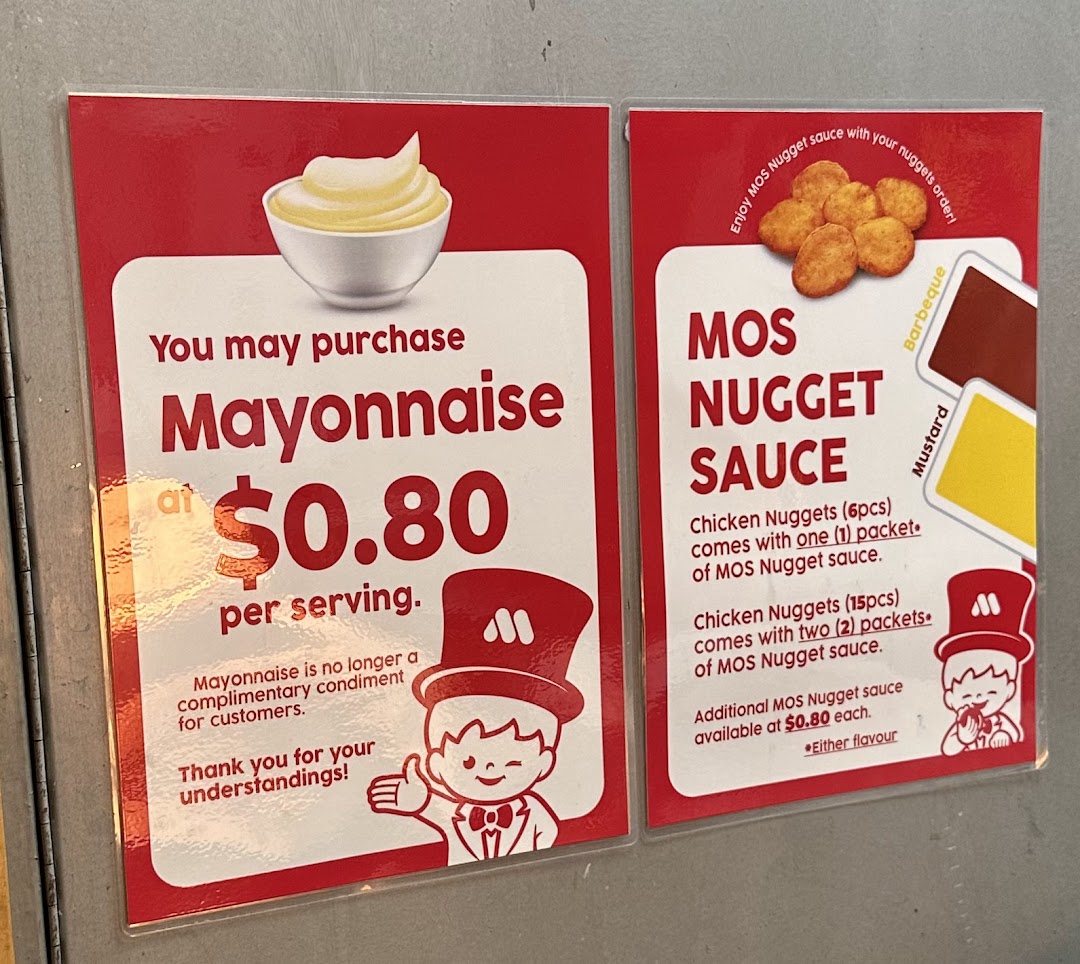 You may purchase
Mayonnaise
at $0.80
per serving.
Mayonnaise is no longer a
complimentary condiment
for customers.
Thank you for your
understandings!
Enjoy MOS Nugget sauce with your nuggets order!
Barbeque
Mustard
MOS
NUGGET
SAUCE
Chicken Nuggets (6pcs)
comes with one (1) packet*
of MOS Nugget sauce.
Chicken Nuggets (15pcs)
comes with two (2) packets*
of MOS Nugget sauce.
Additional MOS Nugget sauce
available at $0.80 each.
*Either flavour